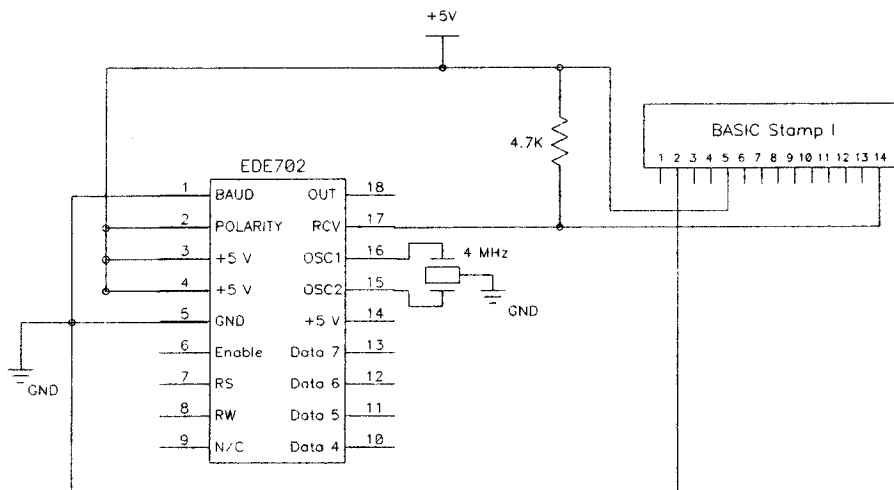 +5V
BASIC Stamp I
4.7K
1 2 3 4 5 6 7 8 9 10 11 12 13 14
EDE702
1 BAUD OUT 18
2 POLARITY RCV 17
3 +5 V OSC1 16
4 MHz
4 +5 V OSC2 15
GND
5 GND +5 V 14
6 Enable Data 7 13
GND
7 RS Data 6 12
8 RW Data 5 11
9 N/C Data 4 10